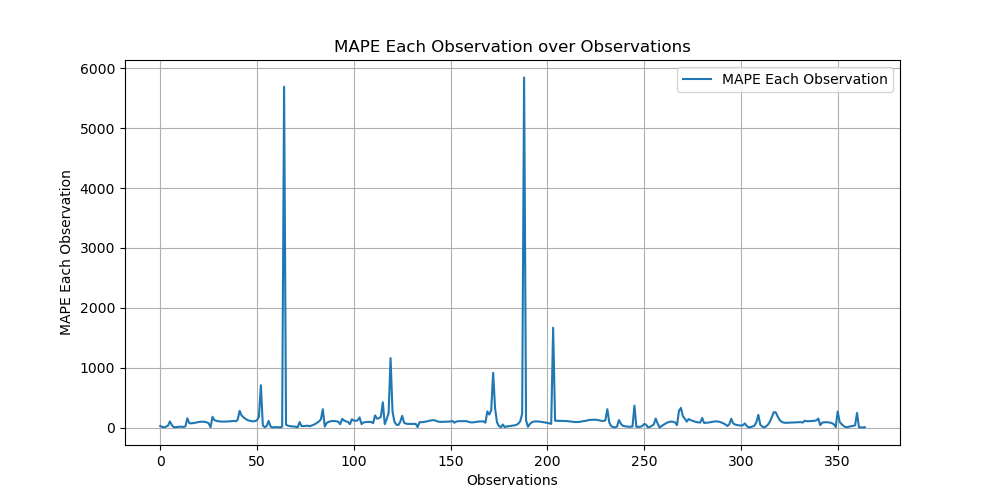 MAPE Each Observation over Observations
MAPE Each Observation
6000
5000
4000
3000
2000
1000
0
MAPE Each Observation
0 50 100 150 200 250 300 350
Observations